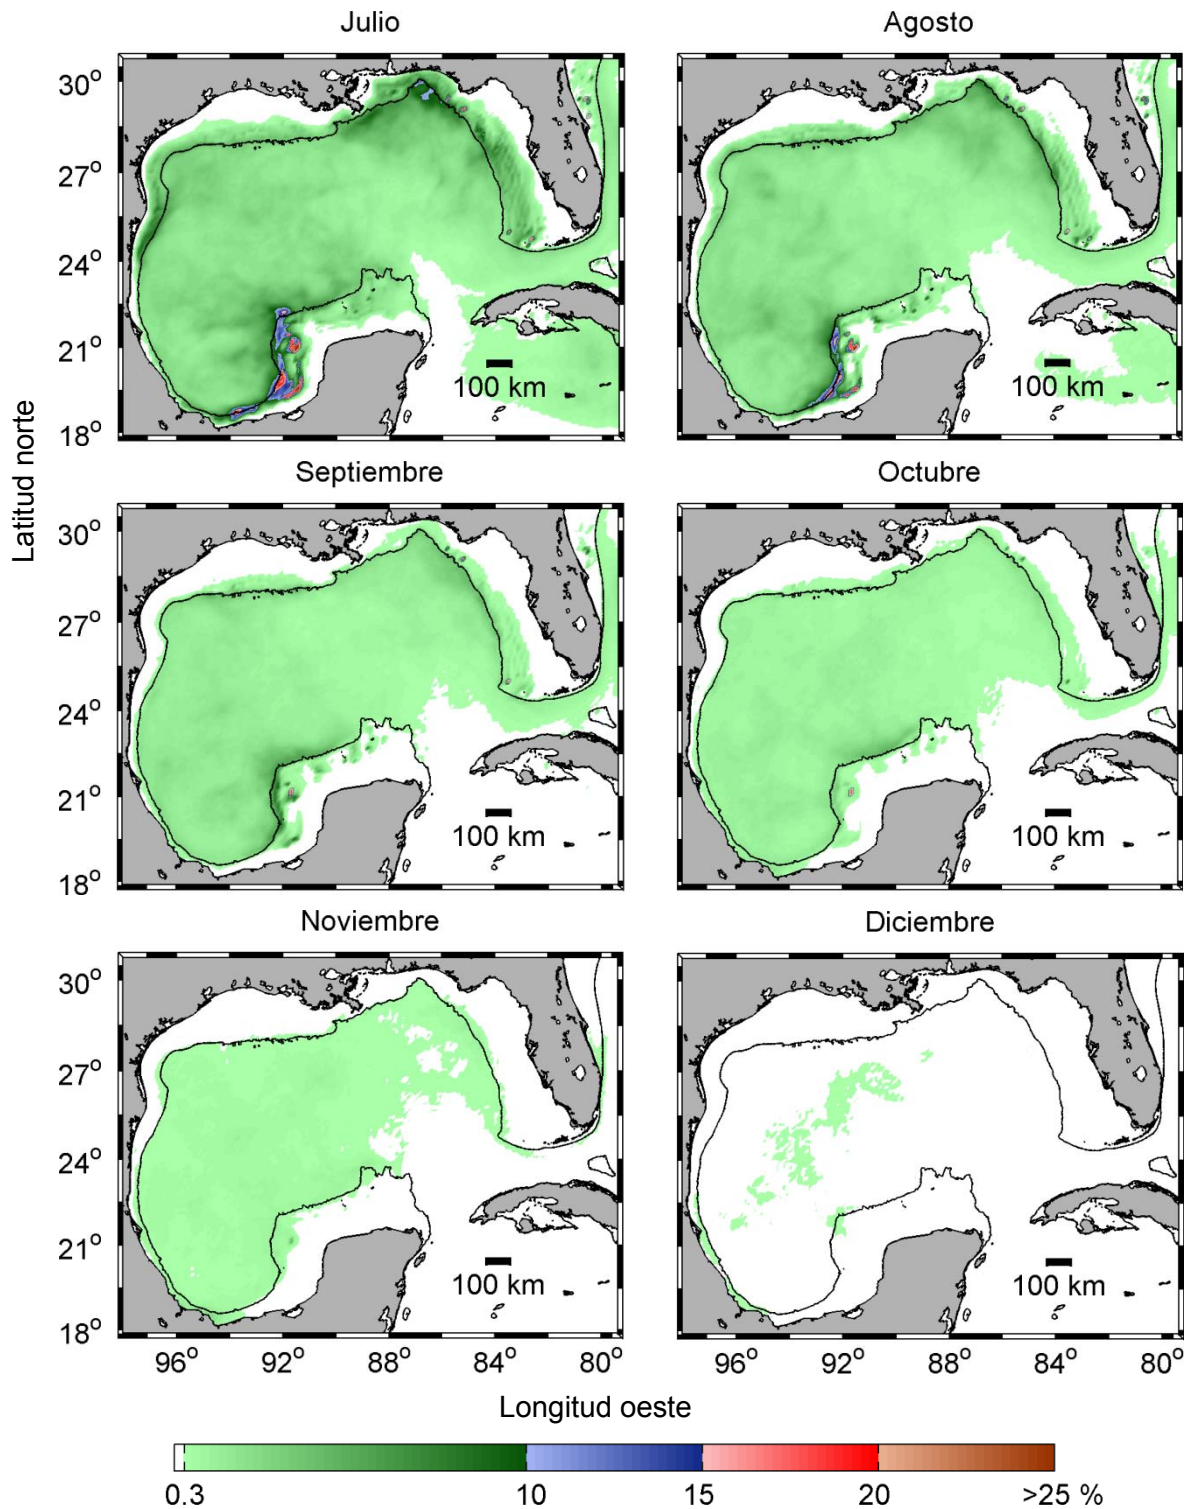 Julio
Agosto
30°
27°
24°
21°
18°
100 km
100 km
Septiembre
Octubre
Latitud norte
30°
27°
24°
21°
18°
100 km
100 km
Noviembre
Diciembre
30°
27°
24°
21°
18°
100 km
100 km
96° 92° 88° 84° 80°
96° 92° 88° 84° 80°
Longitud oeste
0.3 10 15 20 >25 %